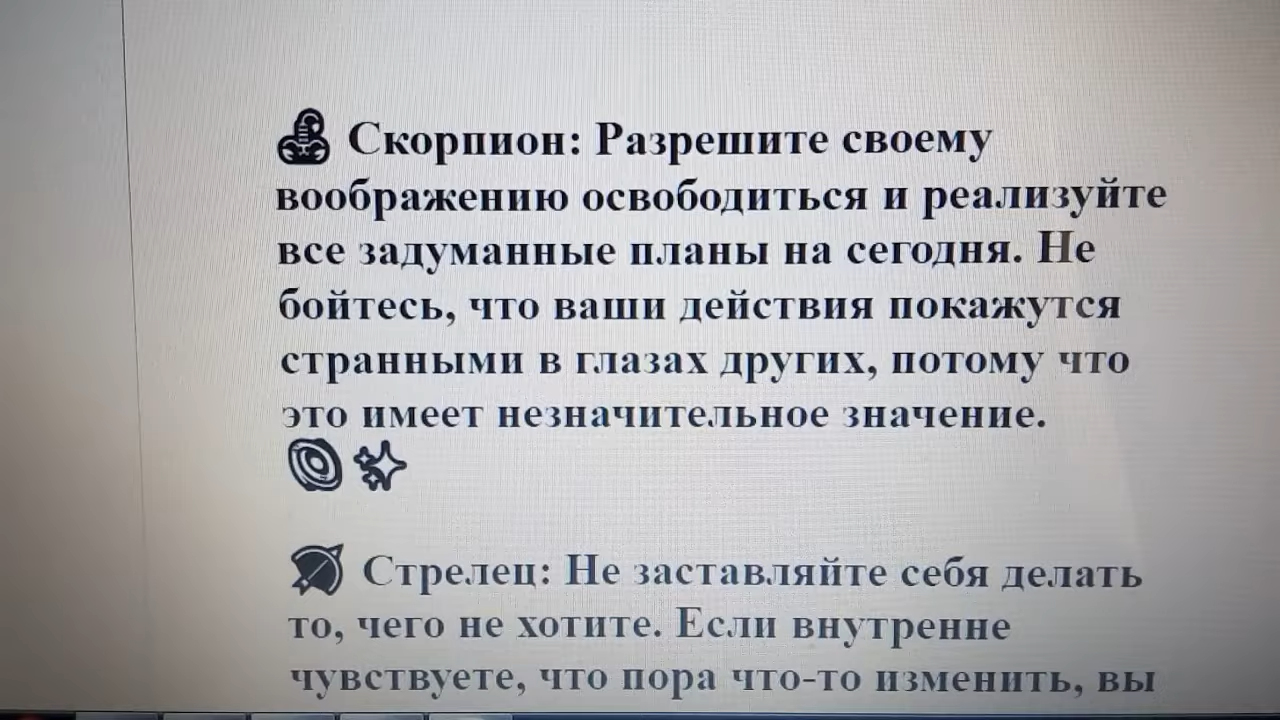 Скорпион: Разрешите своему
воображению освободиться и реализуйте
все задуманные планы на сегодня. Не
бойтесь, что ваши действия покажутся
странными в глазах других, потому что
это имеет незначительное значение.
Стрелец: Не заставляйте себя делать
то, чего не хотите. Если внутренне
чувствуете, что пора что-то изменить, вы